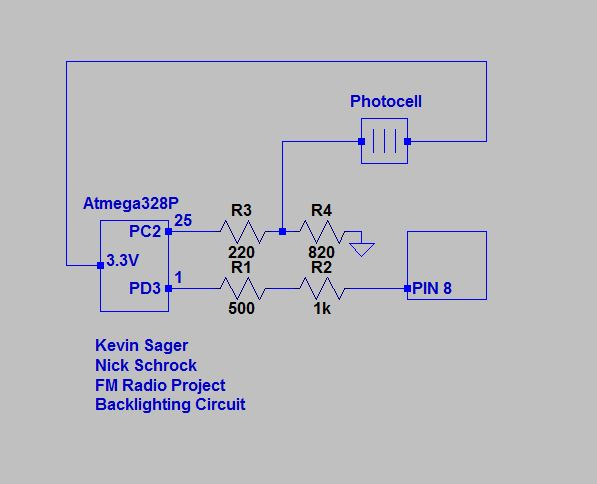 Photocell
Atmega328P
25
R3
R4
PC2
220
820
3.3V
R1
R2
1
PD3
500
1k
PIN 8
Kevin Sager
Nick Schrock
FM Radio Project
Backlighting Circuit